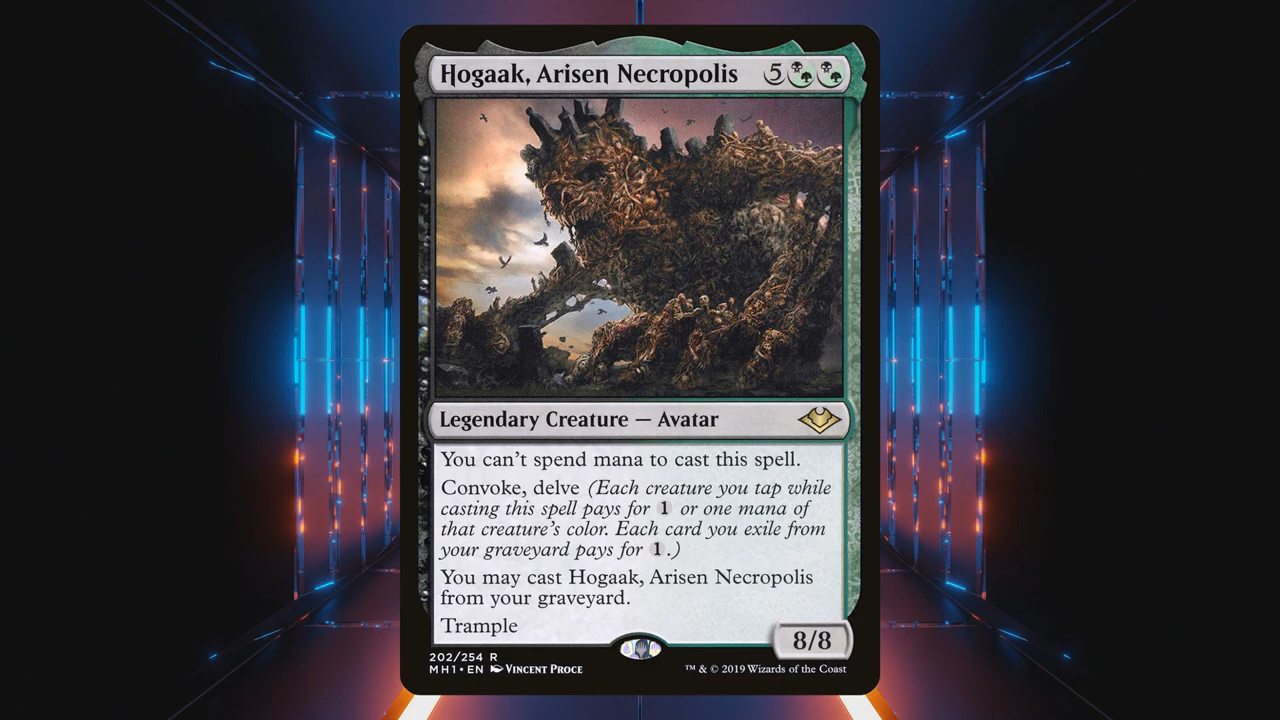 Hogaak, Arisen Necropolis 5
Legendary Creature — Avatar
You can't spend mana to cast this spell.
Convoke, delve (Each creature you tap while
casting this spell pays for 1 or one mana of
that creature's color. Each card you exile from
your graveyard pays for 1.)
You may cast Hogaak, Arisen Necropolis
from your graveyard.
Trample
8/8
202/254 R
MH1 • EN Vincent Proce
™ & © 2019 Wizards of the Coast